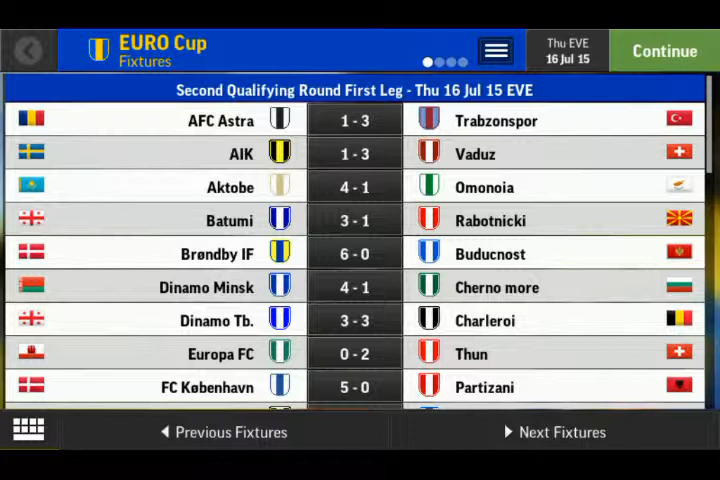 EURO Cup
Fixtures
Thu EVE
16 Jul 15
Continue
Second Qualifying Round First Leg - Thu 16 Jul 15 EVE
AFC Astra 1 - 3 Trabzonspor
AIK 1 - 3 Vaduz
Aktobe 4 - 1 Omonoia
Batumi 3 - 1 Rabotnicki
Brøndby IF 6 - 0 Buducnost
Dinamo Minsk 4 - 1 Cherno more
Dinamo Tb. 3 - 3 Charleroi
Europa FC 0 - 2 Thun
FC København 5 - 0 Partizani
Previous Fixtures
Next Fixtures